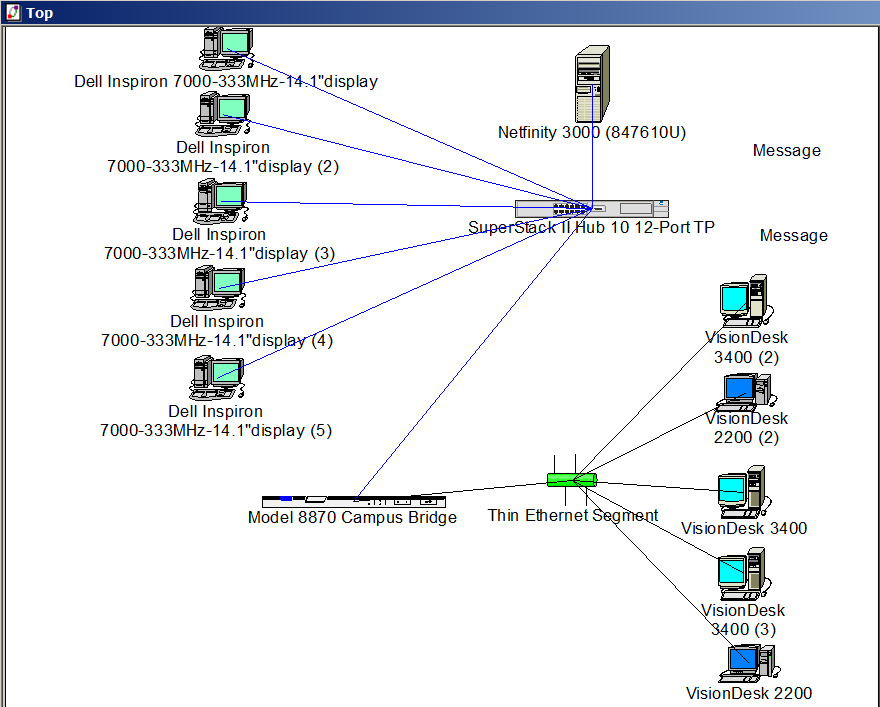 Top
Dell Inspiron 7000-333MHz-14.1"display
Netfinity 3000 (847610U)
Dell Inspiron
7000-333MHz-14.1"display (2)
Message
Dell Inspiron
7000-333MHz-14.1"display (3)
SuperStack II Hub 10 12-Port TP
Message
Dell Inspiron
7000-333MHz-14.1"display (4)
VisionDesk
3400 (2)
Dell Inspiron
7000-333MHz-14.1"display (5)
VisionDesk
2200 (2)
Model 8870 Campus Bridge
Thin Ethernet Segment
VisionDesk 3400
VisionDesk
3400 (3)
VisionDesk 2200